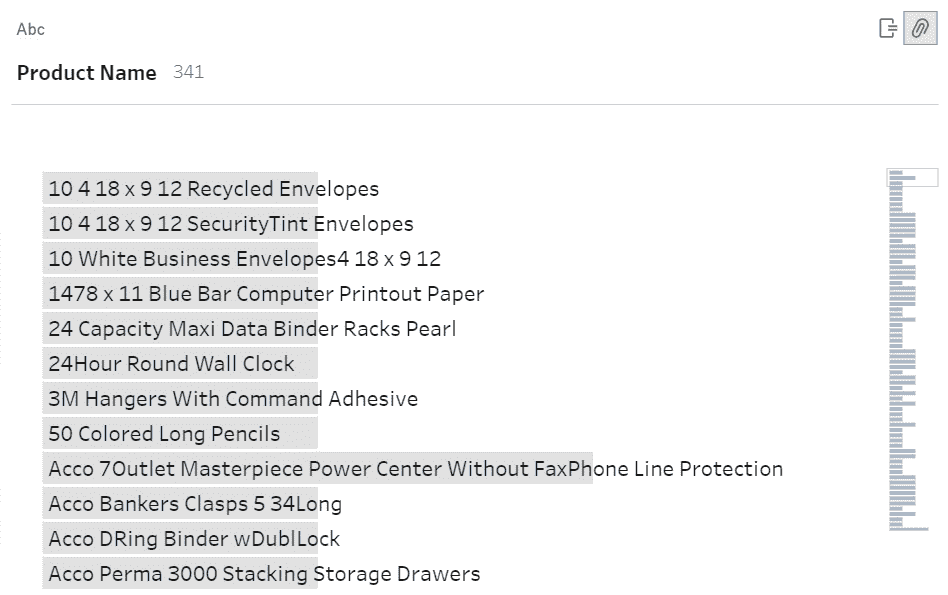 Abc
Product Name 341
10 4 18 x 9 12 Recycled Envelopes
10 4 18 x 9 12 SecurityTint Envelopes
10 White Business Envelopes4 18 x 9 12
1478 x 11 Blue Bar Computer Printout Paper
24 Capacity Maxi Data Binder Racks Pearl
24Hour Round Wall Clock
3M Hangers With Command Adhesive
50 Colored Long Pencils
Acco 7Outlet Masterpiece Power Center Without FaxPhone Line Protection
Acco Bankers Clasps 5 34Long
Acco DRing Binder wDublLock
Acco Perma 3000 Stacking Storage Drawers